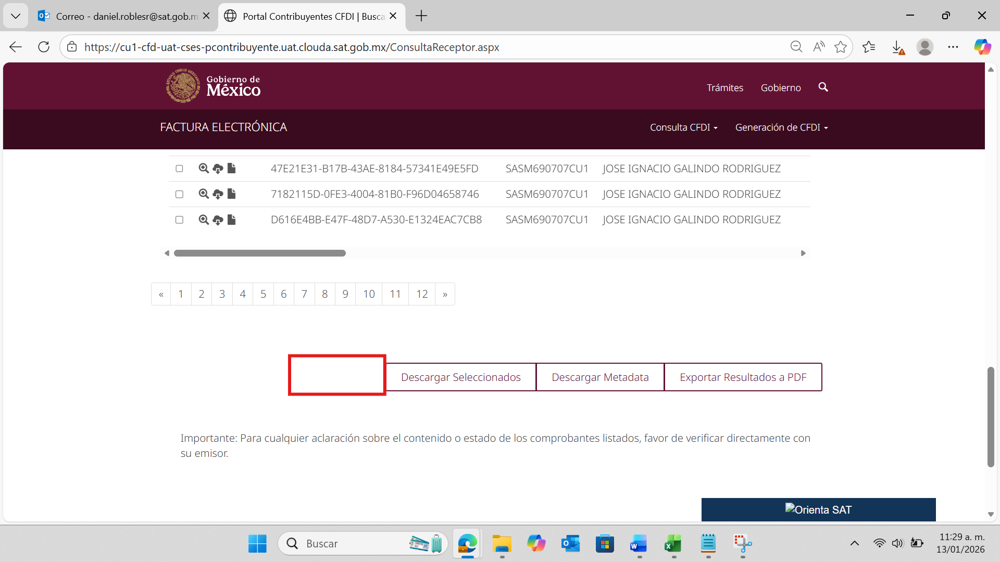 Correo - daniel.roblesr@sat.gob.m
Portal Contribuyentes CFDI | Busca
https://cu1-cfd-uat-cses-pcontribuyente.uat.clouda.sat.gob.mx/ConsultaReceptor.aspx
Gobierno de
México
Trámites Gobierno
FACTURA ELECTRÓNICA
Consulta CFDI Generación de CFDI
47E21E31-B17B-43AE-8184-57341E49E5FD SASM690707CU1 JOSE IGNACIO GALINDO RODRIGUEZ
7182115D-0FE3-4004-81B0-F96D04658746 SASM690707CU1 JOSE IGNACIO GALINDO RODRIGUEZ
D616E4BB-E47F-48D7-A530-E1324EAC7CB8 SASM690707CU1 JOSE IGNACIO GALINDO RODRIGUEZ
« 1 2 3 4 5 6 7 8 9 10 11 12 »
Descargar Seleccionados Descargar Metadata Exportar Resultados a PDF
Importante: Para cualquier aclaración sobre el contenido o estado de los comprobantes listados, favor de verificar directamente con
su emisor.
Orienta SAT
Buscar
11:29 a. m.
13/01/2026